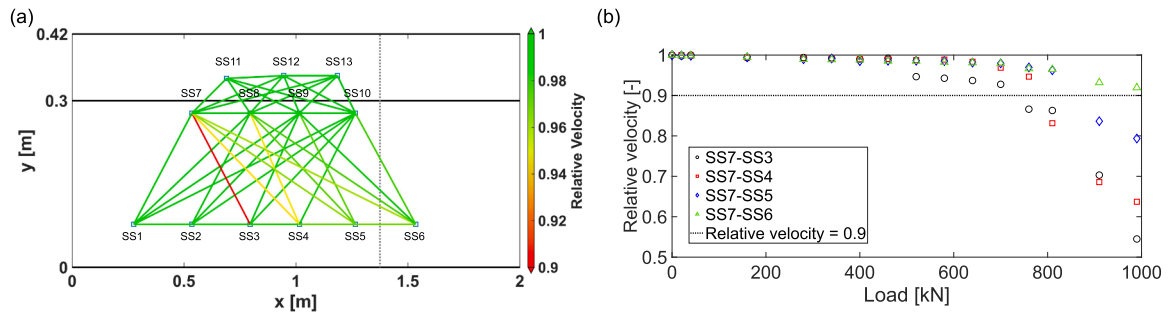 (a)
0.42
0.3
0
y [m]
SS11 SS12 SS13
SS7 SS8 SS9 SS10
SS1 SS2 SS3 SS4 SS5 SS6
0 0.5 1 1.5 2
x [m]
1
0.98
0.96
0.94
0.92
0.9
Relative Velocity
(b)
1
0.9
0.8
0.7
0.6
0.5
Relative velocity [-]
SS7-SS3
SS7-SS4
SS7-SS5
SS7-SS6
Relative velocity = 0.9
0 200 400 600 800 1000
Load [kN]